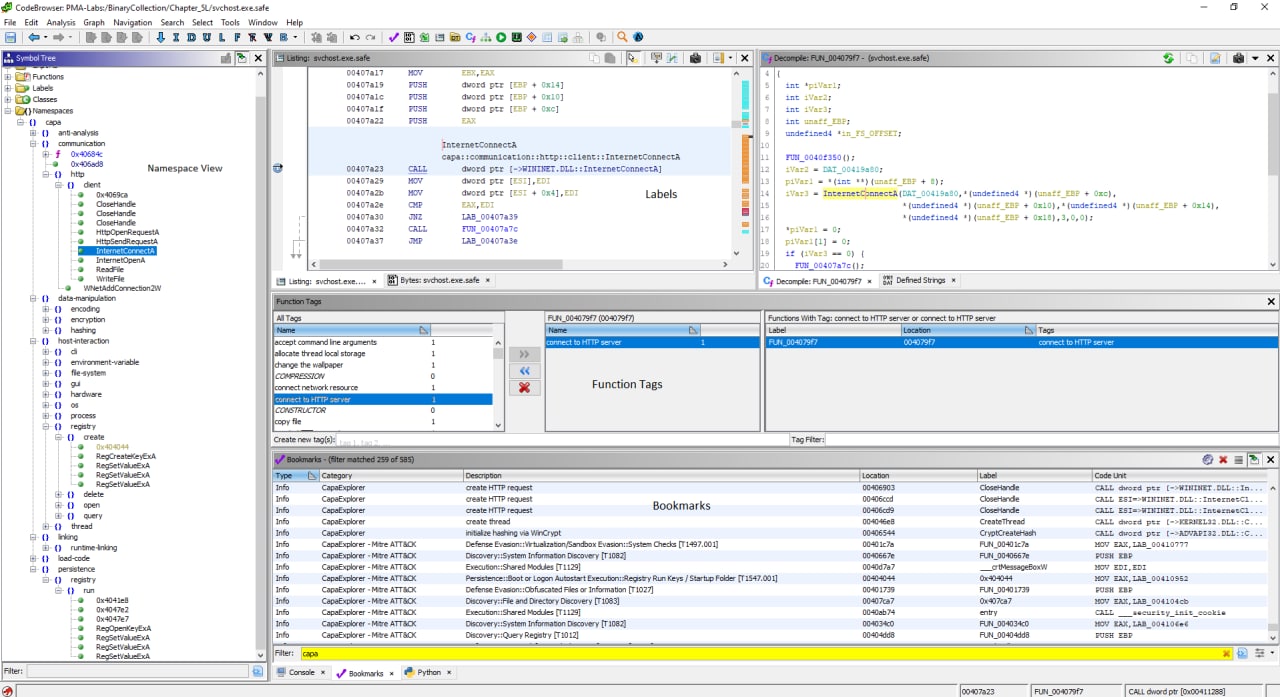 CodeBrowser: PMA-Labs:/BinaryCollection/Chapter_5L/svchost.exe.safe
File Edit Analysis Graph Navigation Search Select Tools Window Help
Symbol Tree
Functions
Labels
Classes
Namespaces
capa
anti-analysis
communication
0x40684c
0x406ad8
http
client
0x4069ca
CloseHandle
CloseHandle
CloseHandle
HttpOpenRequestA
HttpSendRequestA
InternetConnectA
InternetOpenA
ReadFile
WriteFile
WNetAddConnection2W
data-manipulation
encoding
encryption
hashing
host-interaction
cli
environment-variable
file-system
gui
hardware
os
process
registry
create
0x404044
RegCreateKeyExA
RegSetValueExA
RegSetValueExA
RegSetValueExA
delete
open
query
thread
linking
runtime-linking
load-code
persistence
registry
run
0x4041e8
0x4047e2
0x4047e7
RegOpenKeyExA
RegSetValueExA
RegSetValueExA
RegSetValueExA
Filter:
Namespace View
Listing: svchost.exe.safe
00407a17 MOV EBX,EAX
00407a19 PUSH dword ptr [EBP + 0x14]
00407a1c PUSH dword ptr [EBP + 0x10]
00407a1f PUSH dword ptr [EBP + 0xc]
00407a22 PUSH EAX
InternetConnectA
capa::communication::http::client::InternetConnectA
00407a23 CALL dword ptr [->WININET.DLL::InternetConnectA]
00407a29 MOV dword ptr [ESI],EDI
00407a2b MOV dword ptr [ESI + 0x4],EDI
00407a2e CMP EAX,EDI
00407a30 JNZ LAB_00407a39
00407a32 CALL FUN_00407a7c
00407a37 JMP LAB_00407a3e
Labels
Listing: svchost.exe....
Bytes: svchost.exe.safe
Decompile: FUN_004079f7 - (svchost.exe.safe)
4 {
5 int *piVar1;
6 int iVar2;
7 int iVar3;
8 int unaff_EBP;
9 undefined4 *in_FS_OFFSET;
10
11 FUN_0040f350();
12 iVar2 = DAT_00419a80;
13 piVar1 = *(int **)(unaff_EBP + 8);
14 iVar3 = InternetConnectA(DAT_00419a80,*(undefined4 *)(unaff_EBP + 0xc),
15 *(undefined4 *)(unaff_EBP + 0x10),*(undefined4 *)(unaff_EBP + 0x14),
16 *(undefined4 *)(unaff_EBP + 0x18),3,0,0);
17 *piVar1 = 0;
18 piVar1[1] = 0;
19 if (iVar3 == 0) {
20 FUN_00407a7c();
Decompile: FUN_004079f7
Defined Strings
Function Tags
All Tags
Name
accept command line arguments 1
allocate thread local storage 1
change the wallpaper 1
COMPRESSION 0
connect network resource 1
connect to HTTP server 1
CONSTRUCTOR 0
copy file 1
Create new tag(s): tag 1, tag 2, ...
FUN_004079f7 (004079f7)
Name
connect to HTTP server 1
Function Tags
Functions With Tag: connect to HTTP server or connect to HTTP server
Label Location Tags
FUN_004079f7 004079f7 connect to HTTP server
Tag Filter:
Bookmarks - (filter matched 259 of 585)
Type Category Description Location Label Code Unit
Info CapaExplorer create HTTP request 00406903 CloseHandle CALL dword ptr [->WININET.DLL::In...
Info CapaExplorer create HTTP request 00406ccd CloseHandle CALL ESI=>WININET.DLL::InternetCl...
Info CapaExplorer create HTTP request 00406cd9 CloseHandle CALL ESI=>WININET.DLL::InternetCl...
Info CapaExplorer create thread 004046e8 CreateThread CALL dword ptr [->KERNEL32.DLL::C...
Info CapaExplorer initialize hashing via WinCrypt 00406544 CryptCreateHash CALL dword ptr [->ADVAPI32.DLL::C...
Info CapaExplorer - Mitre ATT&CK Defense Evasion::Virtualization/Sandbox Evasion::System Checks [T1497.001] 00401c7a FUN_00401c7a MOV EAX,LAB_00410777
Info CapaExplorer - Mitre ATT&CK Discovery::System Information Discovery [T1082] 0040667e FUN_0040667e PUSH EBP
Info CapaExplorer - Mitre ATT&CK Execution::Shared Modules [T1129] 0040d7a7 ___crtMessageBoxW MOV EDI,EDI
Info CapaExplorer - Mitre ATT&CK Persistence::Boot or Logon Autostart Execution::Registry Run Keys / Startup Folder [T1547.001] 00404044 0x404044 MOV EAX,LAB_00410952
Info CapaExplorer - Mitre ATT&CK Defense Evasion::Obfuscated Files or Information [T1027] 00401739 FUN_00401739 PUSH EBP
Info CapaExplorer - Mitre ATT&CK Discovery::File and Directory Discovery [T1083] 00407ca7 0x407ca7 MOV EAX,LAB_004104cb
Info CapaExplorer - Mitre ATT&CK Execution::Shared Modules [T1129] 0040ab74 entry CALL ___security_init_cookie
Info CapaExplorer - Mitre ATT&CK Discovery::System Information Discovery [T1082] 004034c0 FUN_004034c0 MOV EAX,LAB_004106e6
Info CapaExplorer - Mitre ATT&CK Discovery::Query Registry [T1012] 00404dd8 FUN_00404dd8 PUSH EBP
Bookmarks
Filter: capa
Console
Bookmarks
Python
00407a23 FUN_004079f7 CALL dword ptr [0x00411288]